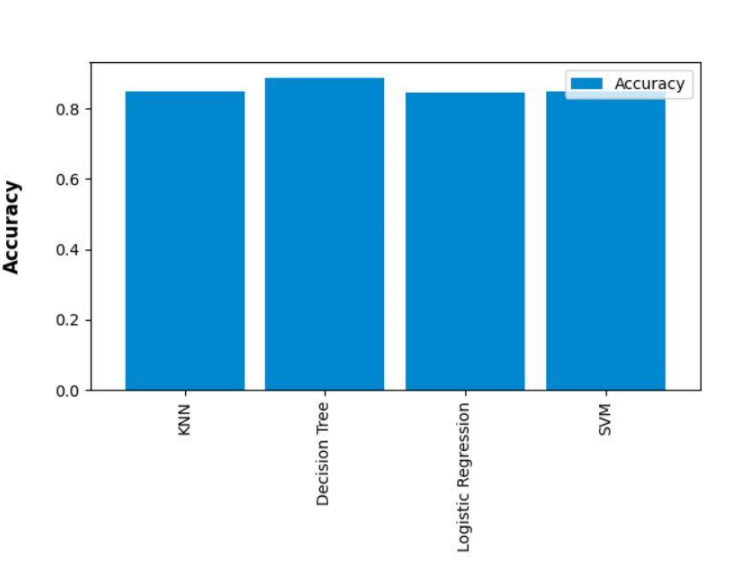 Accuracy
0.8
0.6
0.4
0.2
0.0
Accuracy
KNN
Decision Tree
Logistic Regression
SVM